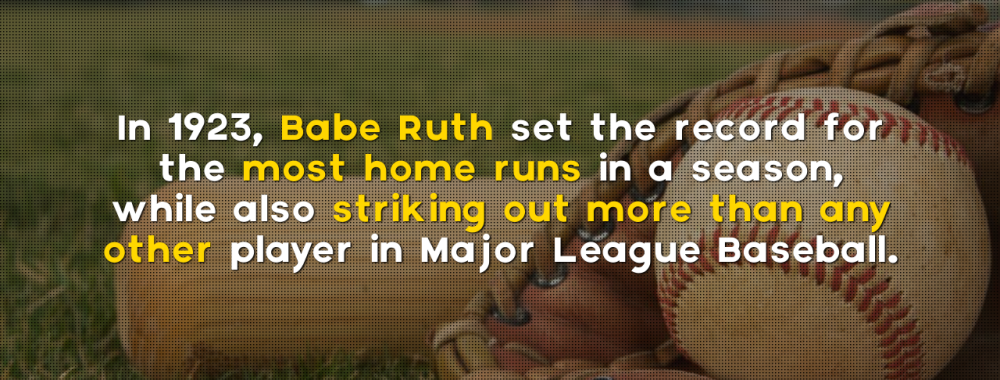 In 1923, Babe Ruth set the record for
the most home runs in a season,
while also striking out more than any
other player in Major League Baseball.